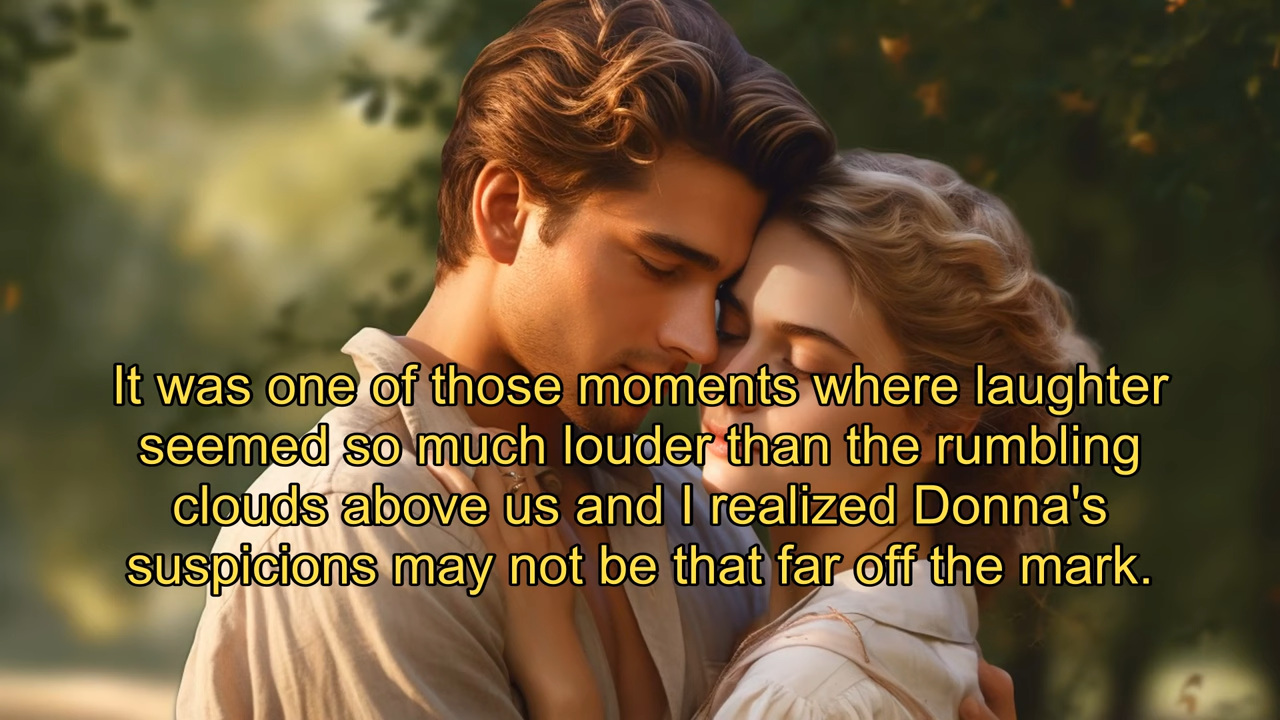 It was one of those moments where laughter
seemed so much louder than the rumbling
clouds above us and I realized Donna's
suspicions may not be that far off the mark.